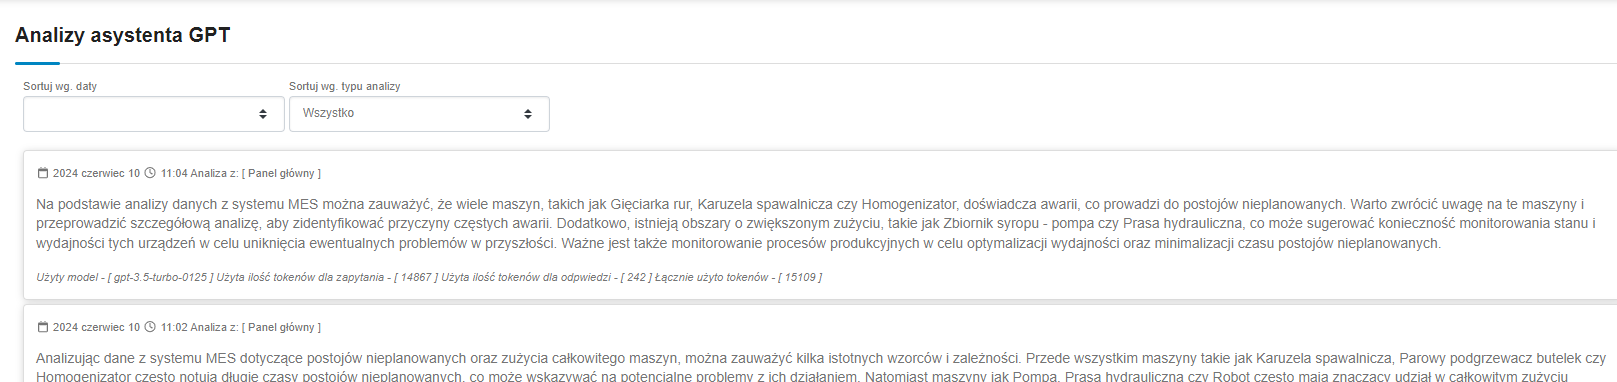 Analizy asystenta GPT
Sortuj wg. daty
Sortuj wg. typu analizy
Wszystko
2024 czerwiec 10 11:04 Analiza z: [ Panel główny ]
Na podstawie analizy danych z systemu MES można zauważyć, że wiele maszyn, takich jak Gięciarka rur, Karuzela spawalnicza czy Homogenizator, doświadcza awarii, co prowadzi do postojów nieplanowanych. Warto zwrócić uwagę na te maszyny i
przeprowadzić szczegółową analizę, aby zidentyfikować przyczyny częstych awarii. Dodatkowo, istnieją obszary o zwiększonym zużyciu, takie jak Zbiornik syropu - pompa czy Prasa hydrauliczna, co może sugerować konieczność monitorowania stanu i
wydajności tych urządzeń w celu uniknięcia ewentualnych problemów w przyszłości. Ważne jest także monitorowanie procesów produkcyjnych w celu optymalizacji wydajności oraz minimalizacji czasu postojów nieplanowanych.
Użyty model - [ gpt-3.5-turbo-0125 ] Użyta ilość tokenów dla zapytania - [ 14867 ] Użyta ilość tokenów dla odpwiedzi - [ 242 ] Łącznie użyto tokenów - [ 15109 ]
2024 czerwiec 10 11:02 Analiza z: [ Panel główny ]
Analizując dane z systemu MES dotyczące postojów nieplanowanych oraz zużycia całkowitego maszyn, można zauważyć kilka istotnych wzorców i zależności. Przede wszystkim maszyny takie jak Karuzela spawalnicza, Parowy podgrzewacz butelek czy
Homogenizator często notują długie czasy postojów nieplanowanych, co może wskazywać na potencjalne problemy z ich działaniem. Natomiast maszyny jak Pompa, Prasa hydrauliczna czy Robot często mają znaczący udział w całkowitym zużyciu